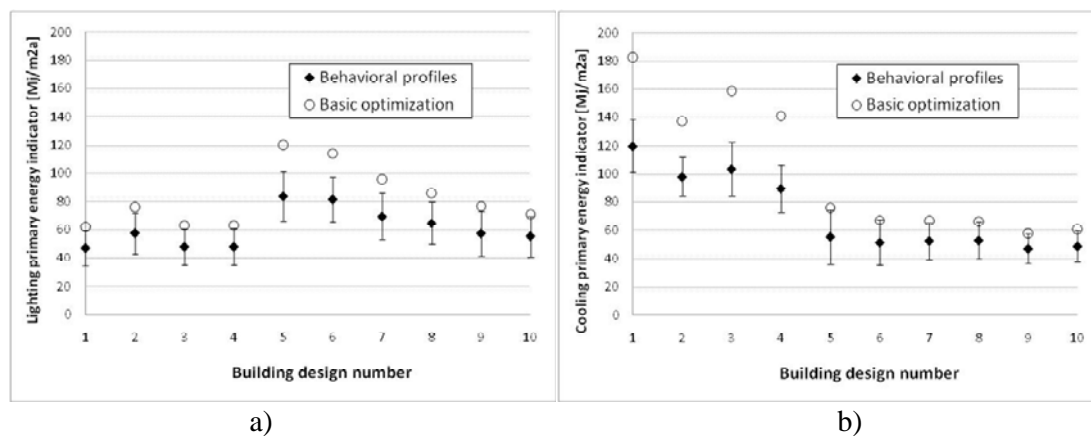 Lighting primary energy indicator [Mj/m2a]
200
180
160
140
120
100
80
60
40
20
0
Behavioral profiles
Basic optimization
1 2 3 4 5 6 7 8 9 10
Building design number
a)
Cooling primary energy indicator [Mj/m2a]
200
180
160
140
120
100
80
60
40
20
0
Behavioral profiles
Basic optimization
1 2 3 4 5 6 7 8 9 10
Building design number
b)